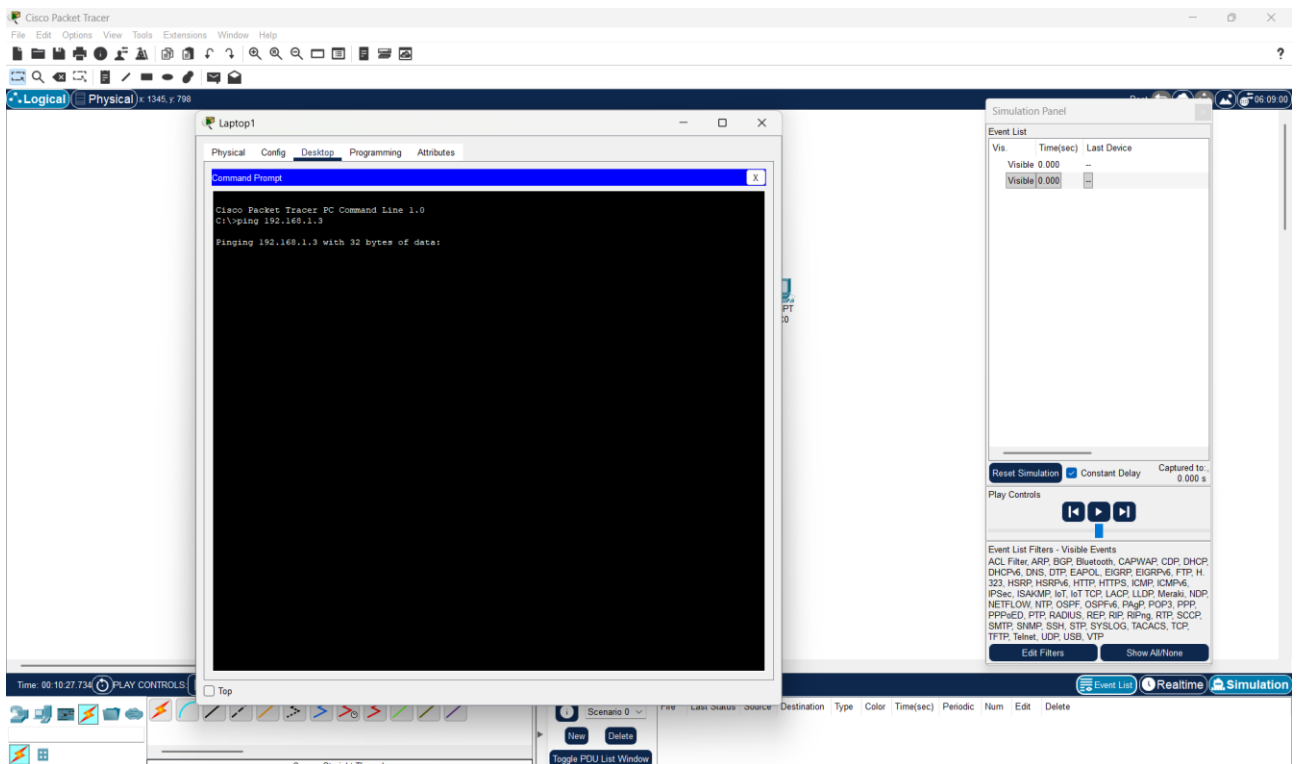 Cisco Packet Tracer
File Edit Options View Tools Extensions Window Help
?
Logical Physical x: 1345, y: 798
06:09:00
Laptop1
Physical Config Desktop Programming Attributes
Command Prompt
X
Cisco Packet Tracer PC Command Line 1.0
C:\>ping 192.168.1.3
Pinging 192.168.1.3 with 32 bytes of data:
PT
Simulation Panel
Event List
Vis. Time(sec) Last Device
Visible 0.000 --
Visible 0.000 --
Reset Simulation Constant Delay Captured to:
0.000 s
Play Controls
Event List Filters - Visible Events
ACL Filter, ARP, BGP, Bluetooth, CAPWAP, CDP, DHCP,
DHCPv6, DNS, DTP, EAPOL, EIGRP, EIGRPv6, FTP, H.
323, HSRP, HSRPv6, HTTP, HTTPS, ICMP, ICMPv6,
IPSec, ISAKMP, IoT, IoT TCP, LACP, LLDP, Meraki, NDP,
NETFLOW, NTP, OSPF, OSPFv6, PAgP, POP3, PPP,
PPPoED, PTP, RADIUS, REP, RIP, RIPng, RTP, SCCP,
SMTP, SNMP, SSH, STP, SYSLOG, TACACS, TCP,
TFTP, Telnet, UDP, USB, VTP
Edit Filters Show All/None
Time: 00:10:27.734 PLAY CONTROLS:
Top
Event List Realtime Simulation
Scenario 0
Fire Last Status Source Destination Type Color Time(sec) Periodic Num Edit Delete
New Delete
Toggle PDU List Window